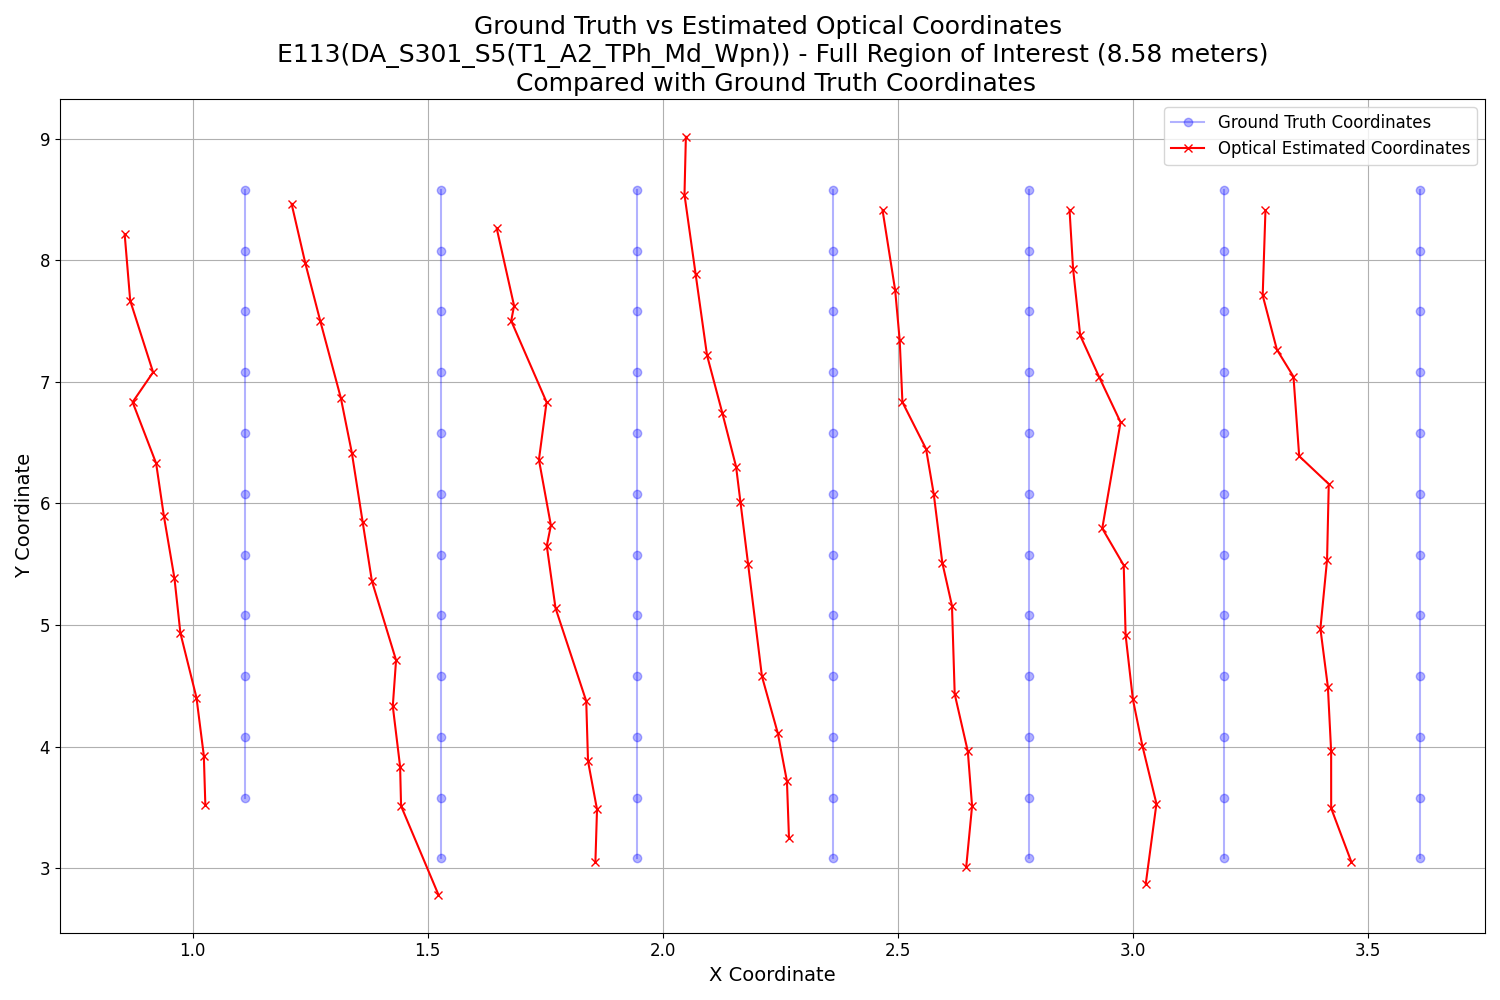 Ground Truth vs Estimated Optical Coordinates
E113(DA_S301_S5(T1_A2_TPh_Md_Wpn)) - Full Region of Interest (8.58 meters)
Compared with Ground Truth Coordinates
Ground Truth Coordinates
Optical Estimated Coordinates
9
8
7
6
5
4
3
Y Coordinate
1.0 1.5 2.0 2.5 3.0 3.5
X Coordinate